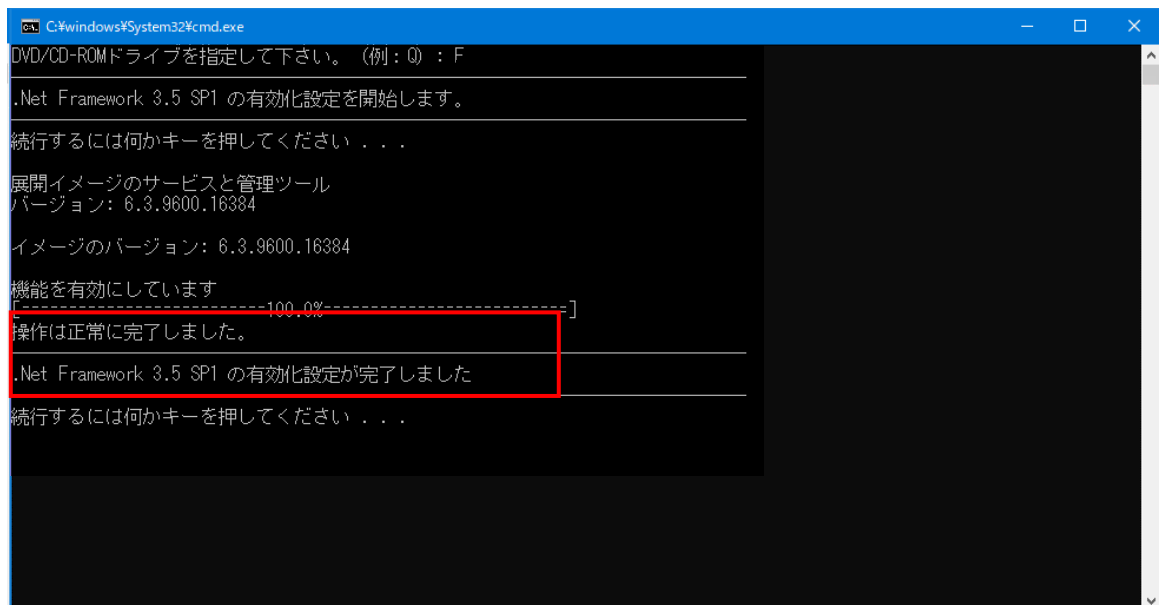 C:¥windows¥System32¥cmd.exe
DVD/CD-ROMドライブを指定して下さい。 (例：Q) : F
.Net Framework 3.5 SP1 の有効化設定を開始します。
続行するには何かキーを押してください . . .
展開イメージのサービスと管理ツール
バージョン: 6.3.9600.16384
イメージのバージョン: 6.3.9600.16384
機能を有効にしています
[--------------------------100.0%--------------------------]
操作は正常に完了しました。
.Net Framework 3.5 SP1 の有効化設定が完了しました
続行するには何かキーを押してください . . .